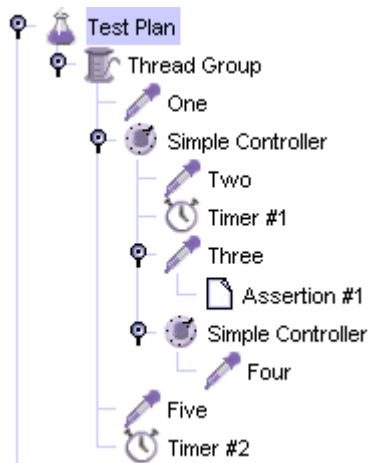 Test Plan
Thread Group
One
Simple Controller
Two
Timer #1
Three
Assertion #1
Simple Controller
Four
Five
Timer #2